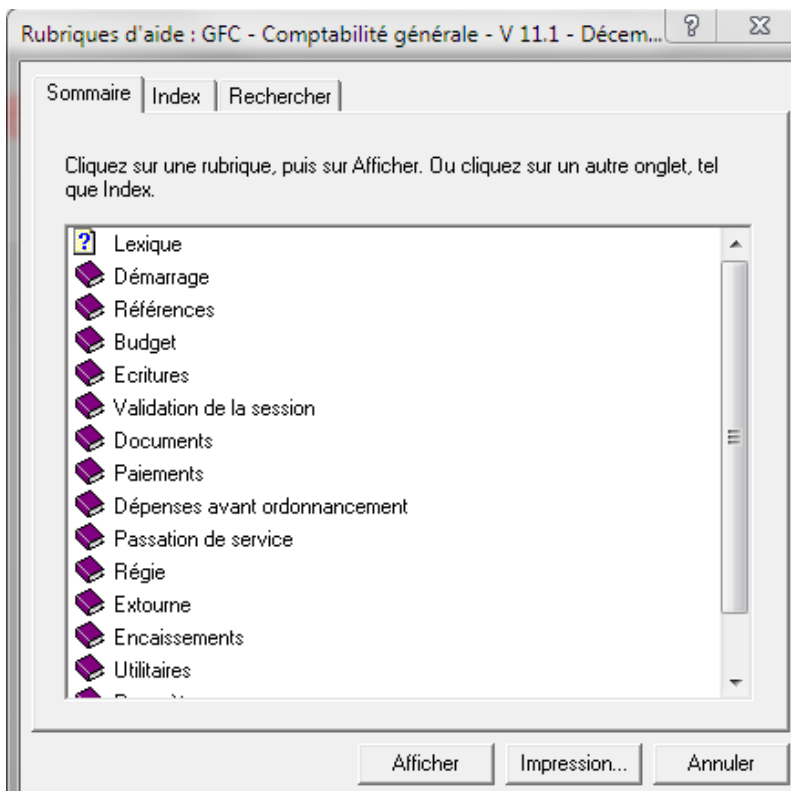 Rubriques d'aide : GFC - Comptabilité générale - V 11.1 - Décem...
Sommaire Index Rechercher
Cliquez sur une rubrique, puis sur Afficher. Ou cliquez sur un autre onglet, tel
que Index.
Lexique
Démarrage
Références
Budget
Ecritures
Validation de la session
Documents
Paiements
Dépenses avant ordonnancement
Passation de service
Régie
Extourne
Encaissements
Utilitaires
Afficher Impression... Annuler